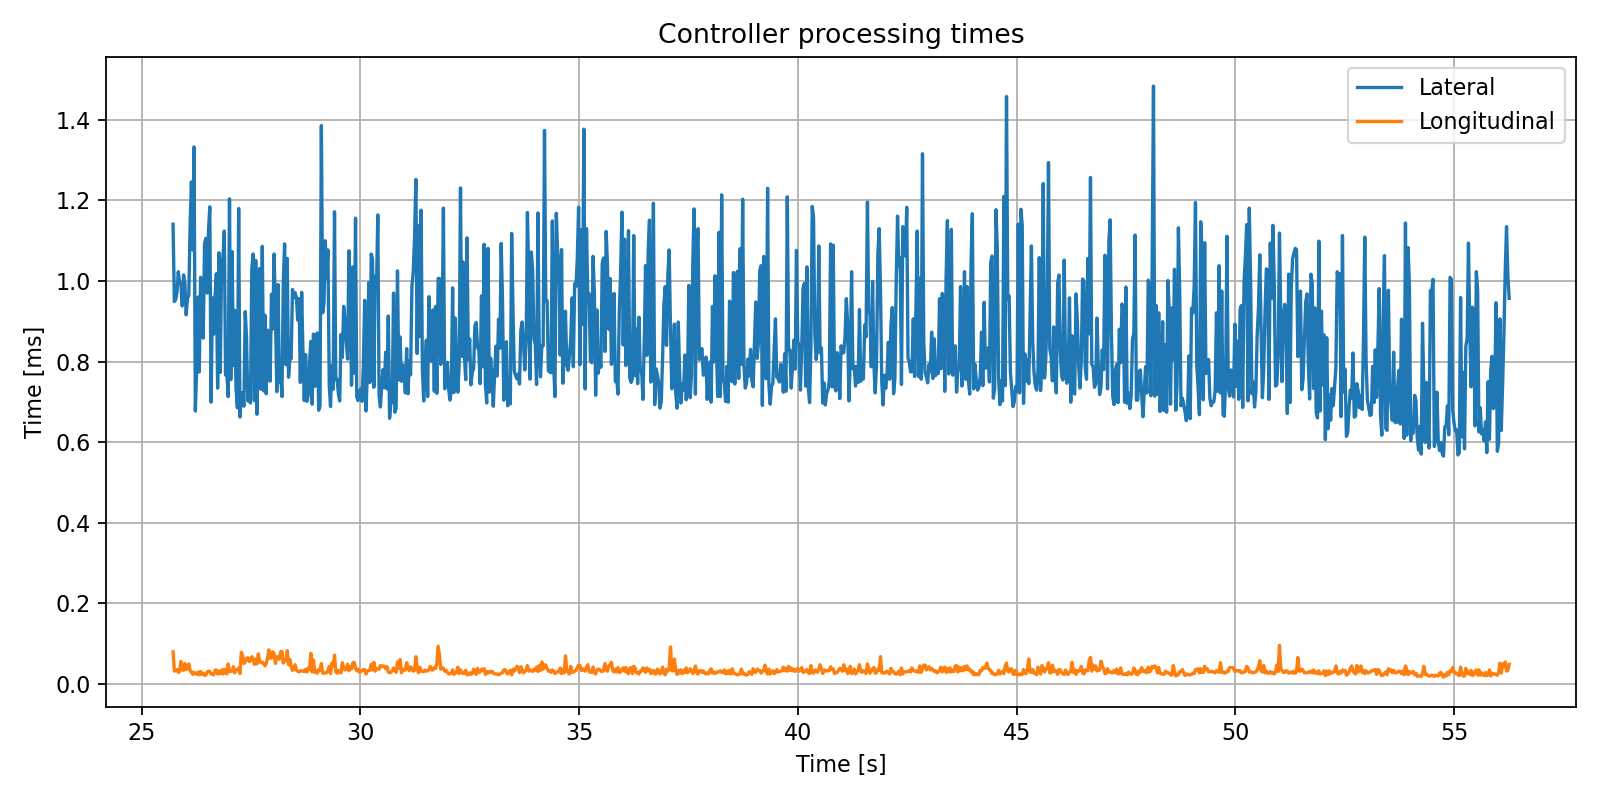 Controller processing times
Lateral
Longitudinal
Time [ms]
1.4
1.2
1.0
0.8
0.6
0.4
0.2
0.0
25 30 35 40 45 50 55
Time [s]